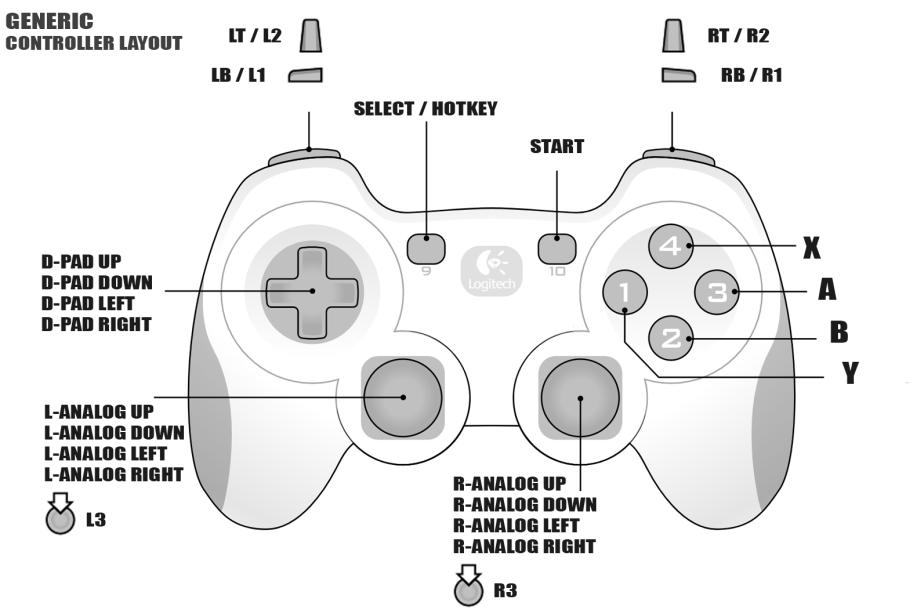 GENERIC
CONTROLLER LAYOUT
LT / L2
RT / R2
LB / L1
RB / R1
SELECT / HOTKEY
START
4
X
9
Logitech
10
D-PAD UP
D-PAD DOWN
D-PAD LEFT
D-PAD RIGHT
1
3
A
2
B
Y
L-ANALOG UP
L-ANALOG DOWN
L-ANALOG LEFT
L-ANALOG RIGHT
L3
R-ANALOG UP
R-ANALOG DOWN
R-ANALOG LEFT
R-ANALOG RIGHT
R3